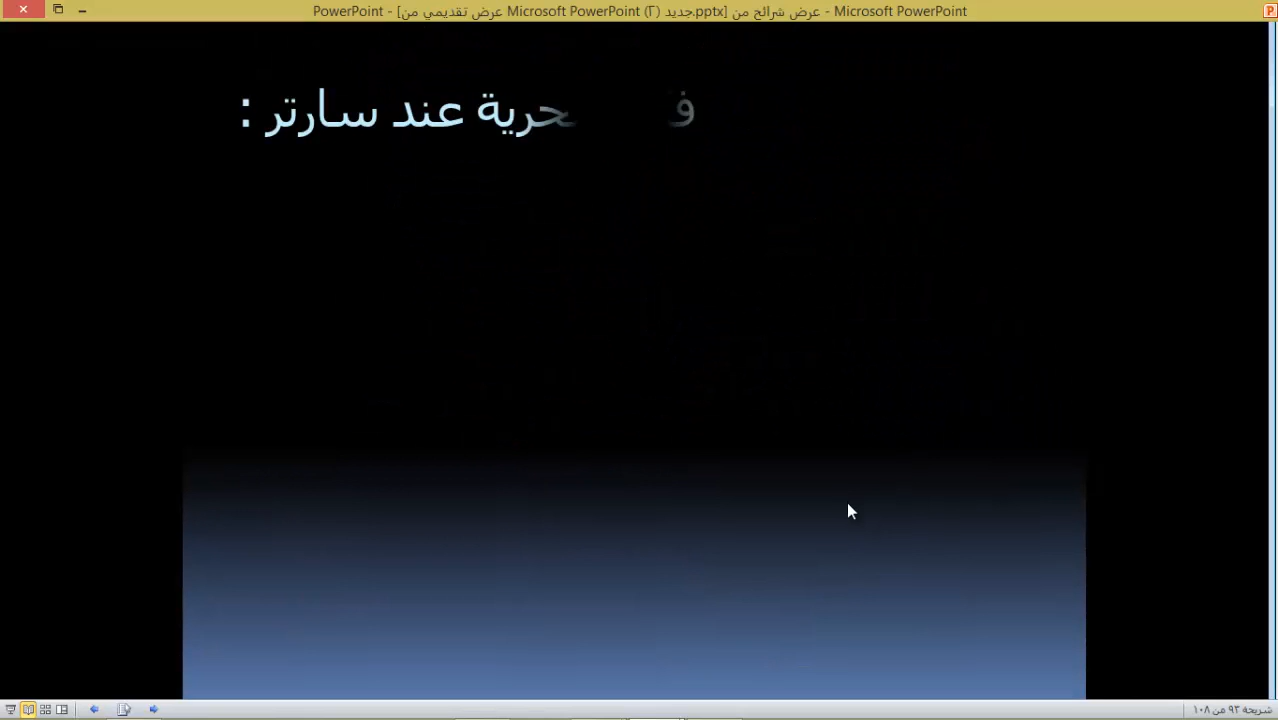 PowerPoint - [عرض تقديمي من Microsoft PowerPoint جديد (٢).pptx] عرض شرائح من - Microsoft PowerPoint
عند سارتر :
شريحة ٩٢ من ١٠٨